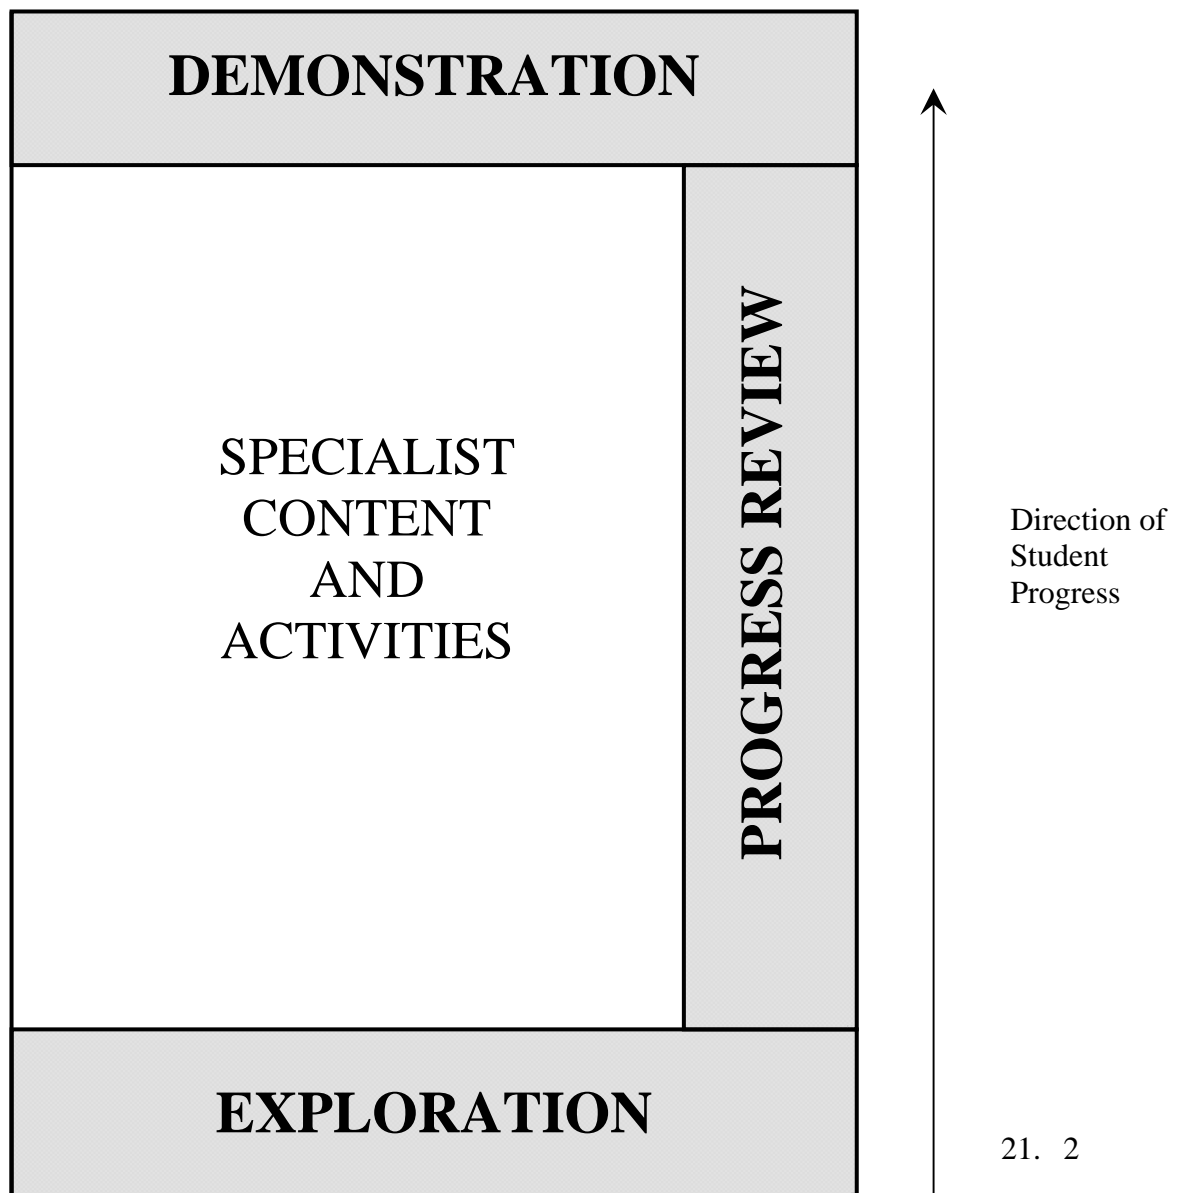 DEMONSTRATION
SPECIALIST
CONTENT
AND
ACTIVITIES
PROGRESS REVIEW
Direction of
Student
Progress
EXPLORATION
21. 2